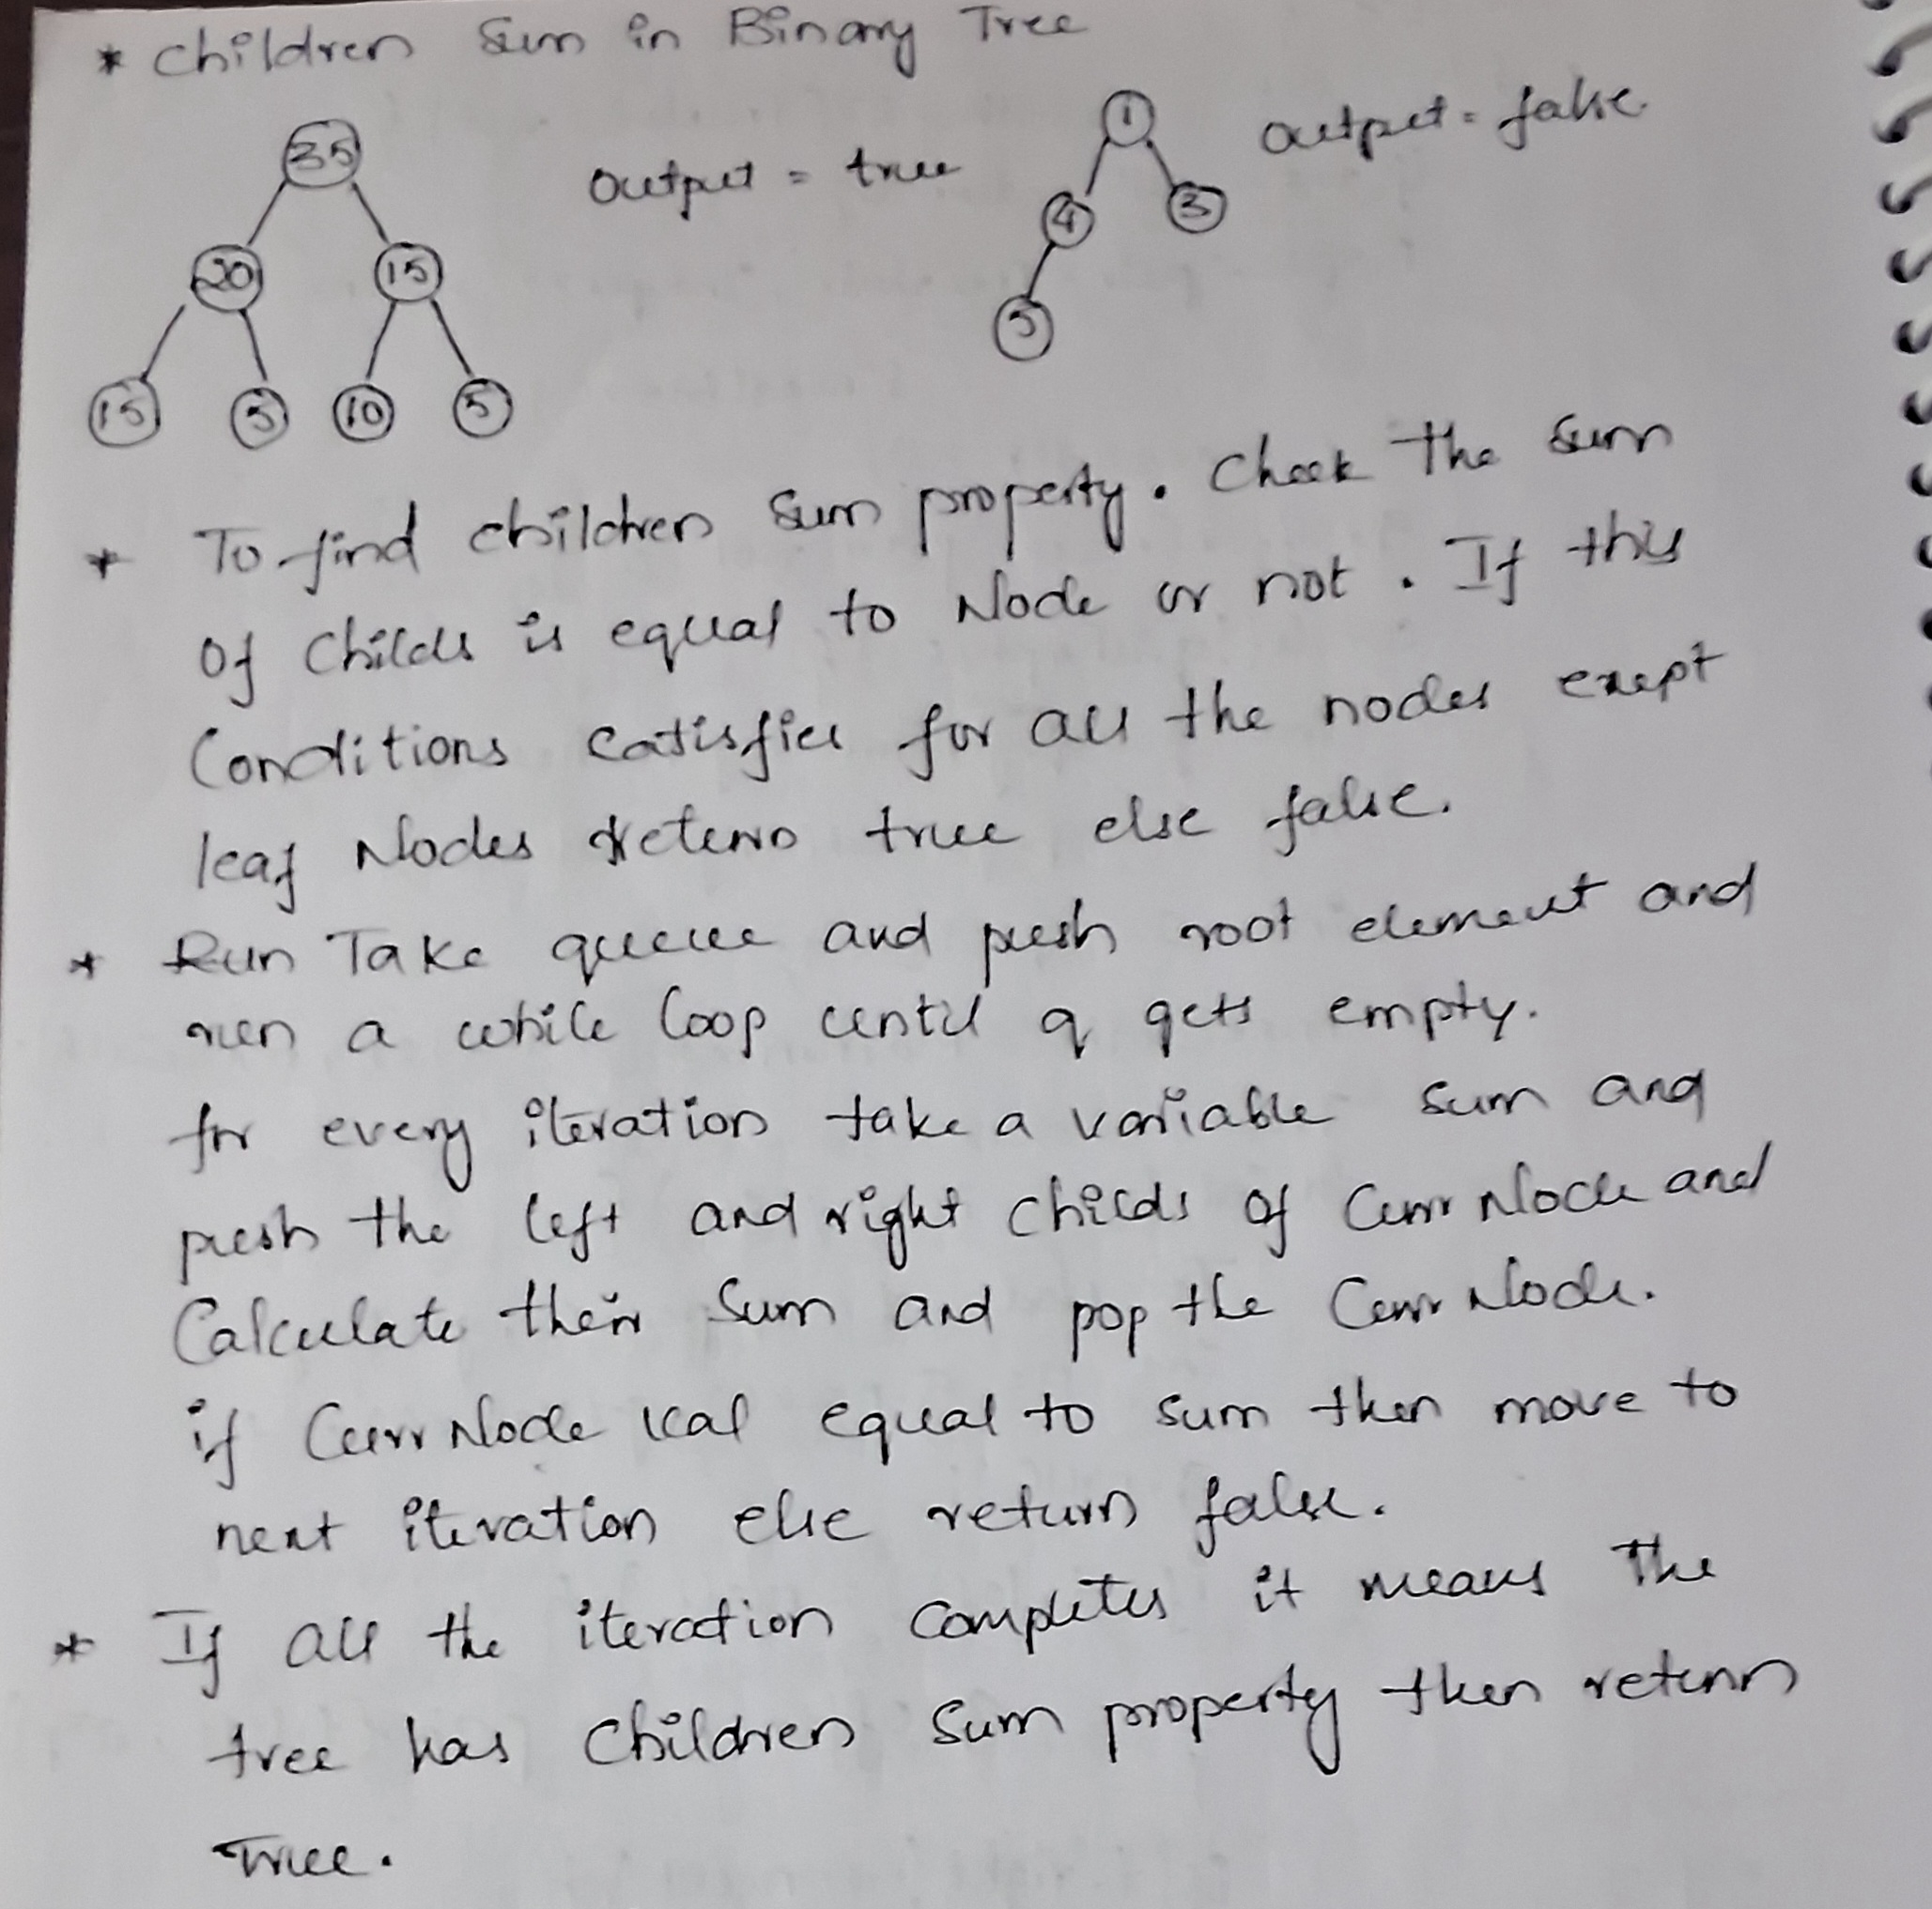 * Children Sum in Binary Tree
35 20 15 15 5 10 5
Output = true
1 4 3 5
Output = false
* To find children sum property. Check the sum
of Childs is equal to Node or not. If this
Conditions satisfies for all the nodes exept
leaf Nodes return true else false.
* Run Take queue and push root element and
run a while loop until q gets empty.
for every iteration take a variable sum and
push the left and right childs of Curr Node and
Calculate their Sum and pop the Curr Node.
if Curr Node val equal to sum then move to
next iteration else return false.
* If all the iteration completes it means the
tree has Children Sum property then return
True.